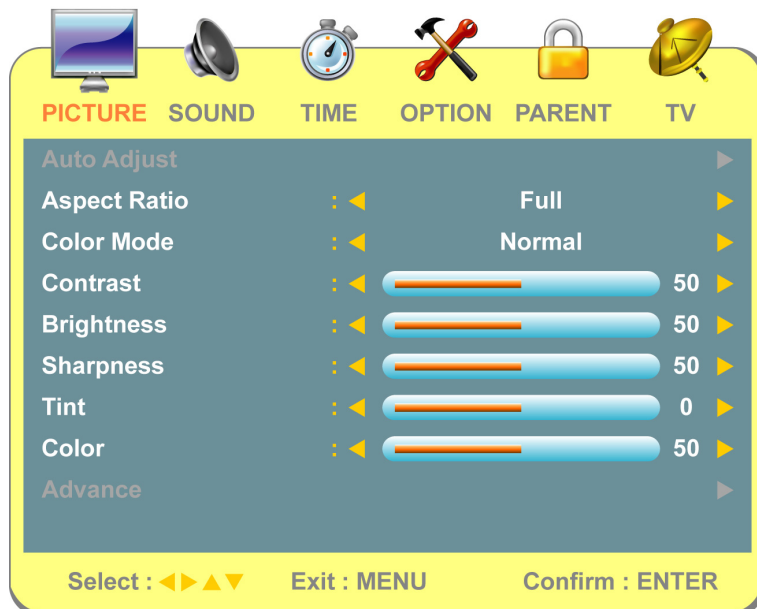 PICTURE SOUND TIME OPTION PARENT TV
Auto Adjust
Aspect Ratio : Full
Color Mode : Normal
Contrast : 50
Brightness : 50
Sharpness : 50
Tint : 0
Color : 50
Advance
Select : Exit : MENU Confirm : ENTER